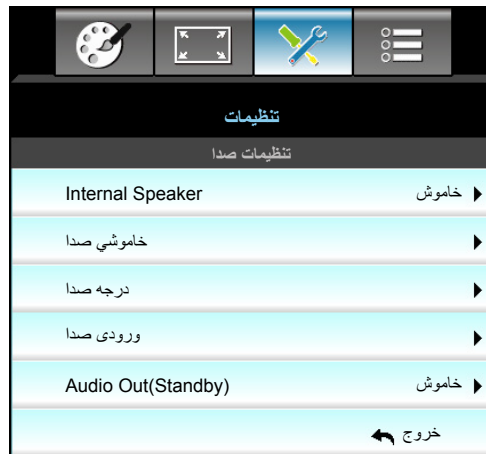 تنظیمات
تنظیمات صدا
Internal Speaker خاموش
خاموشي صدا
درجه صدا
ورودی صدا
Audio Out(Standby) خاموش
خروج